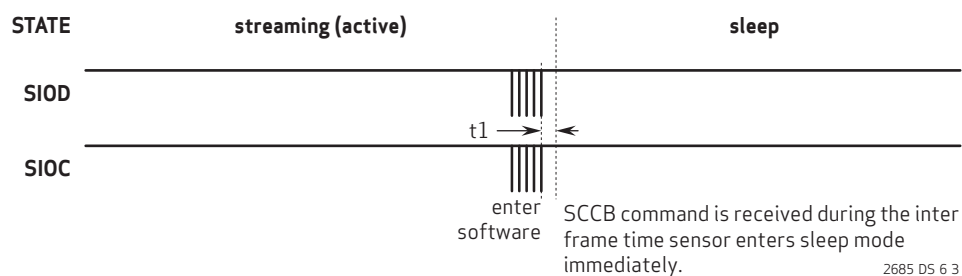 STATE streaming (active) sleep
SIOD
t1
SIOC
enter
software
SCCB command is received during the inter
frame time sensor enters sleep mode
immediately.
2685 DS 6 3